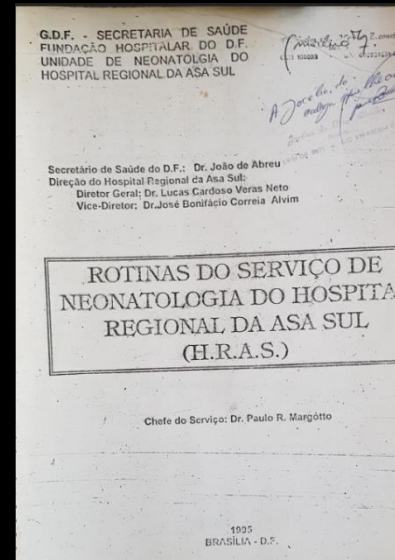 G.D.F. - SECRETARIA DE SAÚDE
FUNDAÇÃO HOSPITALAR DO D.F.
UNIDADE DE NEONATOLGIA DO
HOSPITAL REGIONAL DA ASA SUL
Secretário de Saúde do D.F.: Dr. João de Abreu
Direção do Hospital Regional da Asa Sul:
Diretor Geral: Dr. Lucas Cardoso Veras Neto
Vice-Diretor: Dr.José Bonifácio Correia Alvim
ROTINAS DO SERVIÇO DE
NEONATOLOGIA DO HOSPITA
REGIONAL DA ASA SUL
(H.R.A.S.)
Chefe do Serviço: Dr. Paulo R. Margotto
1995
BRASÍLIA - D.F.